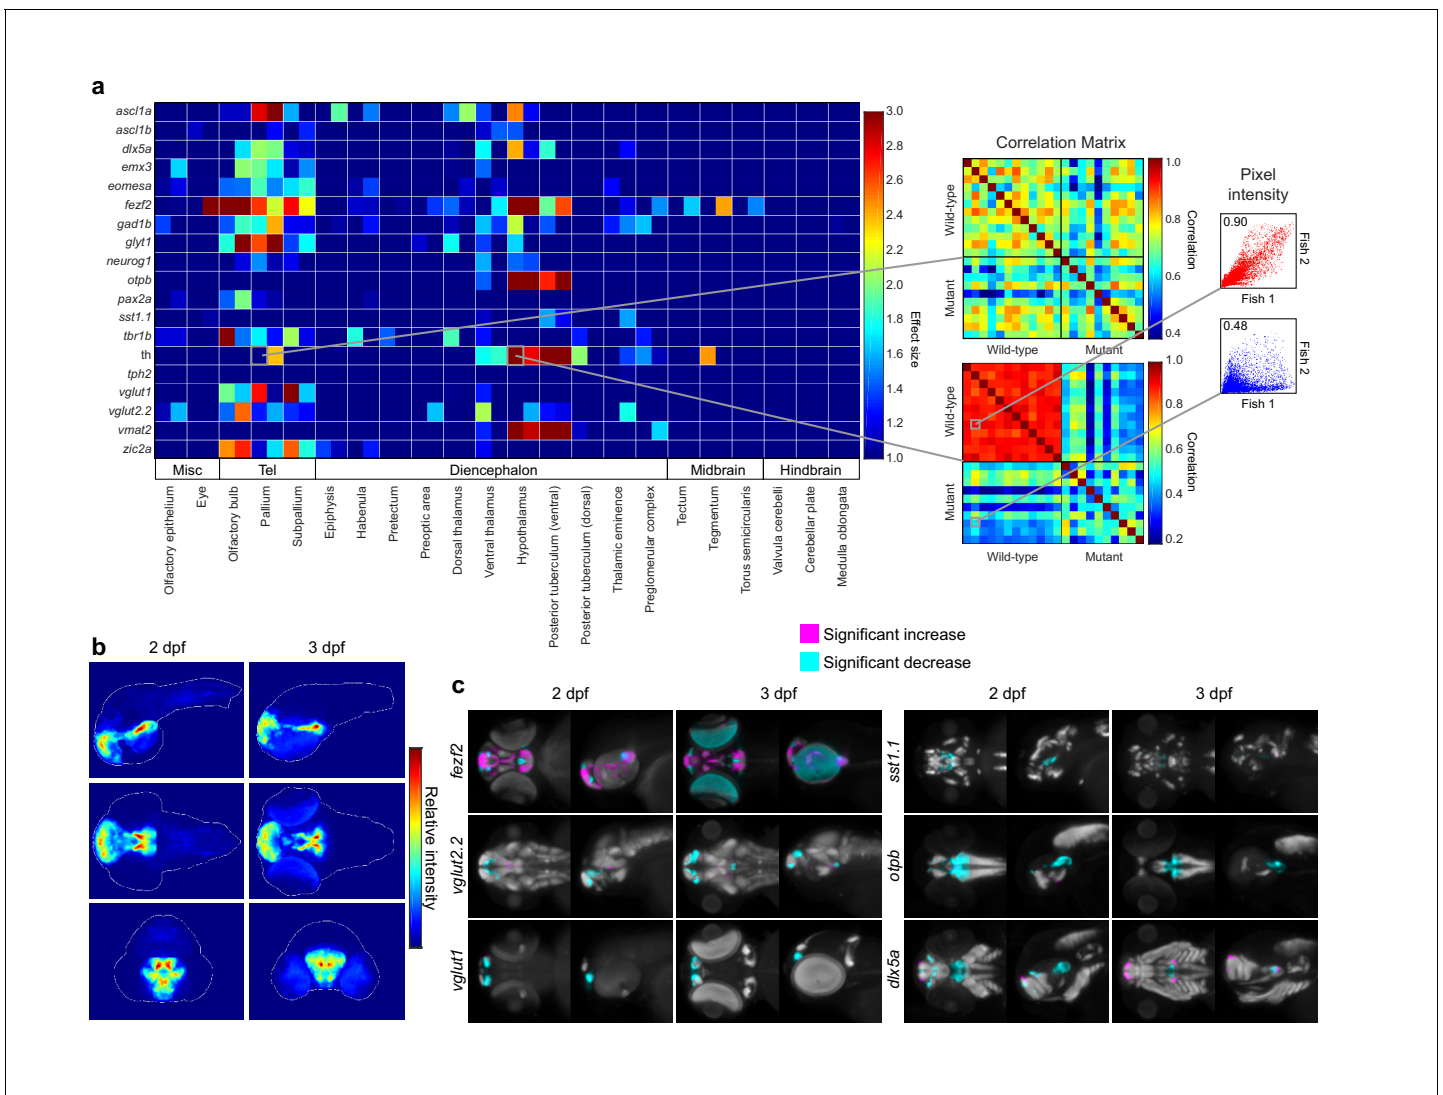 a
ascl1a
ascl1b
dlx5a
emx3
eomesa
fezf2
gad1b
glyt1
neurog1
otpb
pax2a
sst1.1
tbr1b
th
tph2
vglut1
vglut2.2
vmat2
zic2a
Misc
Tel
Diencephalon
Midbrain
Hindbrain
Olfactory epithelium
Eye
Olfactory bulb
Pallium
Subpallium
Epiphysis
Habenula
Pretectum
Preoptic area
Dorsal thalamus
Ventral thalamus
Hypothalamus
Posterior tuberculum (ventral)
Posterior tuberculum (dorsal)
Thalamic eminence
Preglomerular complex
Tectum
Tegmentum
Torus semicircularis
Valvula cerebelli
Cerebellar plate
Medulla oblongata
3.0
2.8
2.6
2.4
2.2
2.0
1.8
1.6
1.4
1.2
1.0
Effect size
Correlation Matrix
Wild-type
Mutant
Wild-type
Mutant
1.0
0.8
0.6
0.4
Correlation
Wild-type
Mutant
Wild-type
Mutant
1.0
0.8
0.6
0.4
0.2
Correlation
Pixel
intensity
0.90
Fish 2
Fish 1
0.48
Fish 2
Fish 1
b
2 dpf
3 dpf
Relative intensity
Significant increase
Significant decrease
c
2 dpf
3 dpf
2 dpf
3 dpf
fezf2
sst1.1
vglut2.2
otpb
vglut1
dlx5a